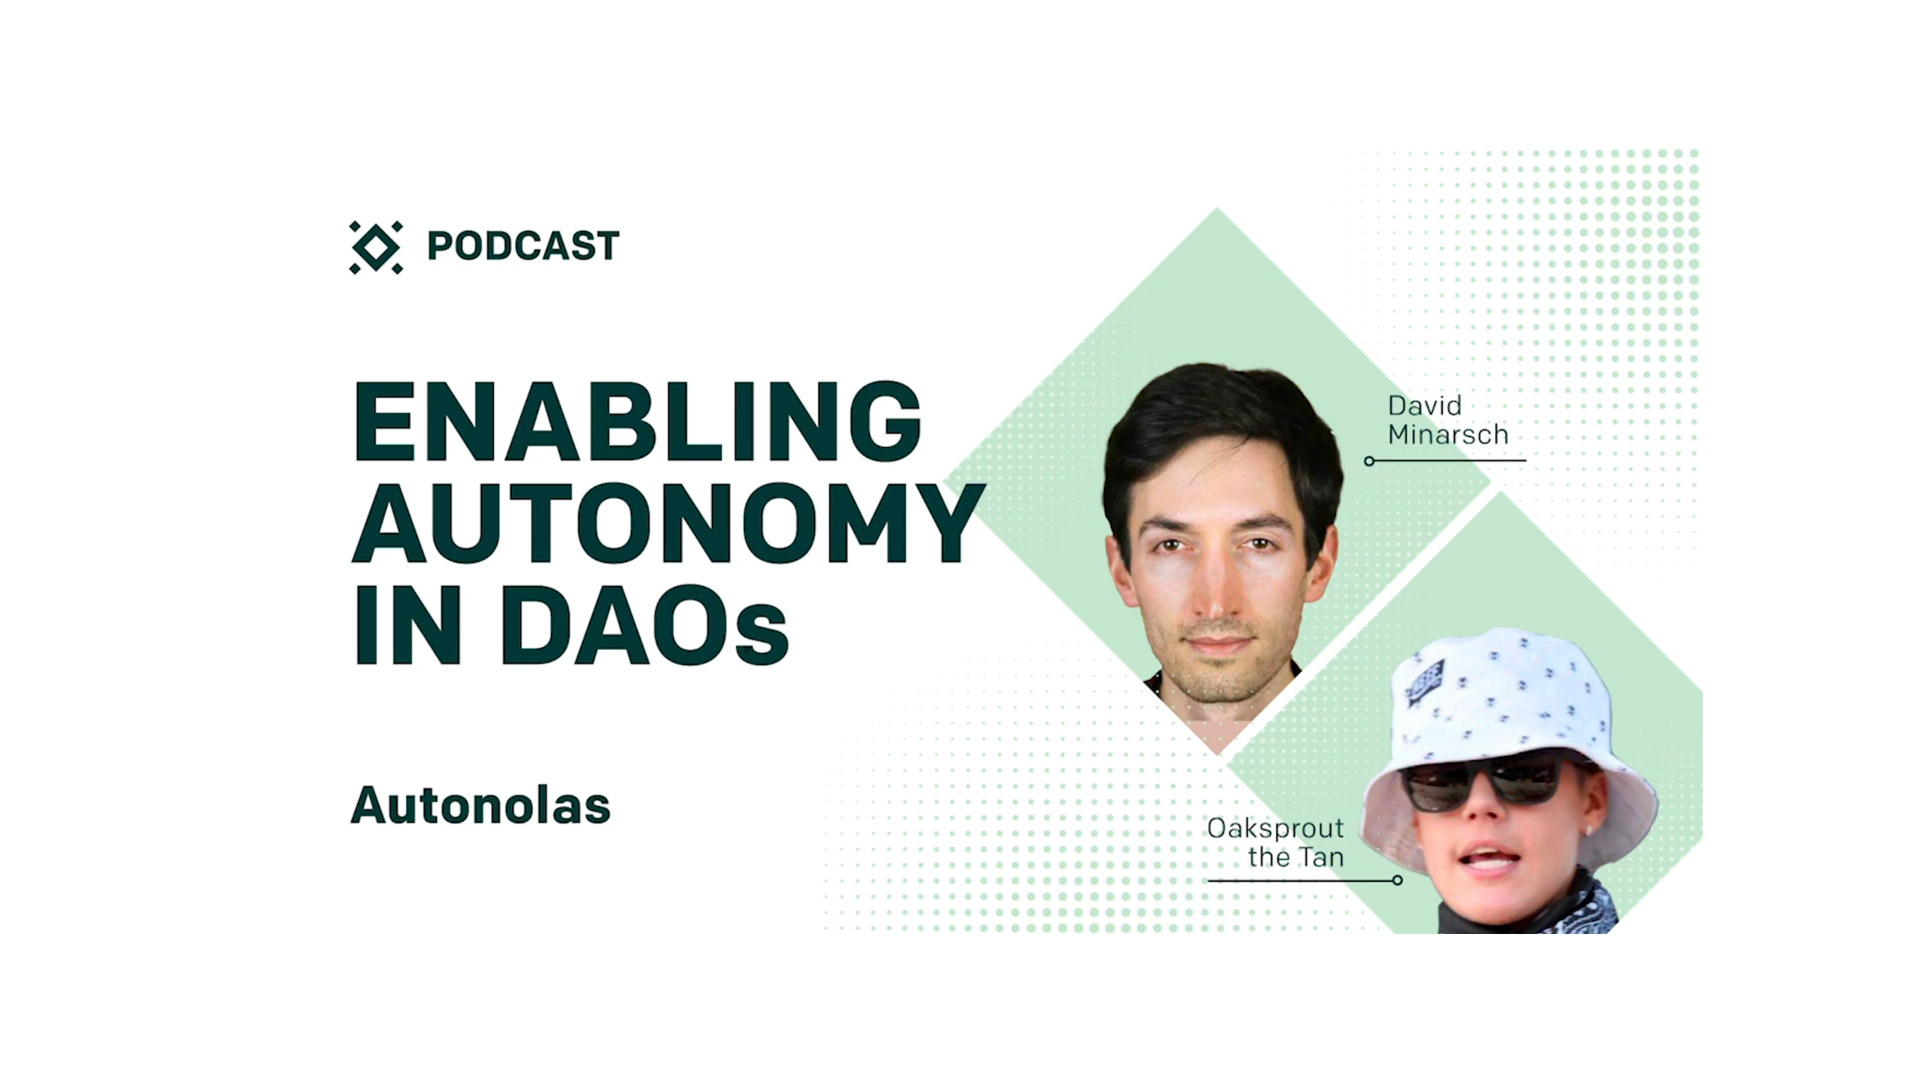 PODCAST
ENABLING
AUTONOMY
IN DAOs
Autonolas
David
Minarsch
Oaksprout
the Tan